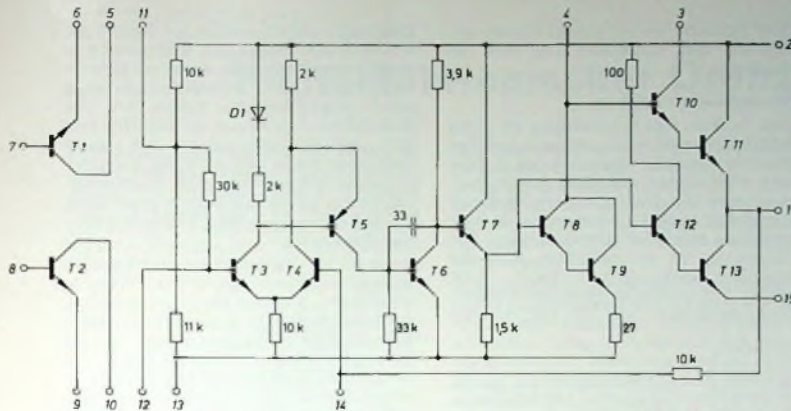 6 5 11 4 3
2
10k 2k 3,9k 100
D1
T10
7 T1 T11
30k 2k
T5 33 T7 T8 T12
1
8 T2 T3 T4 T6 T9 T13
15
11k 10k 33k 1,5k 27
10k
9 10 12 13 14